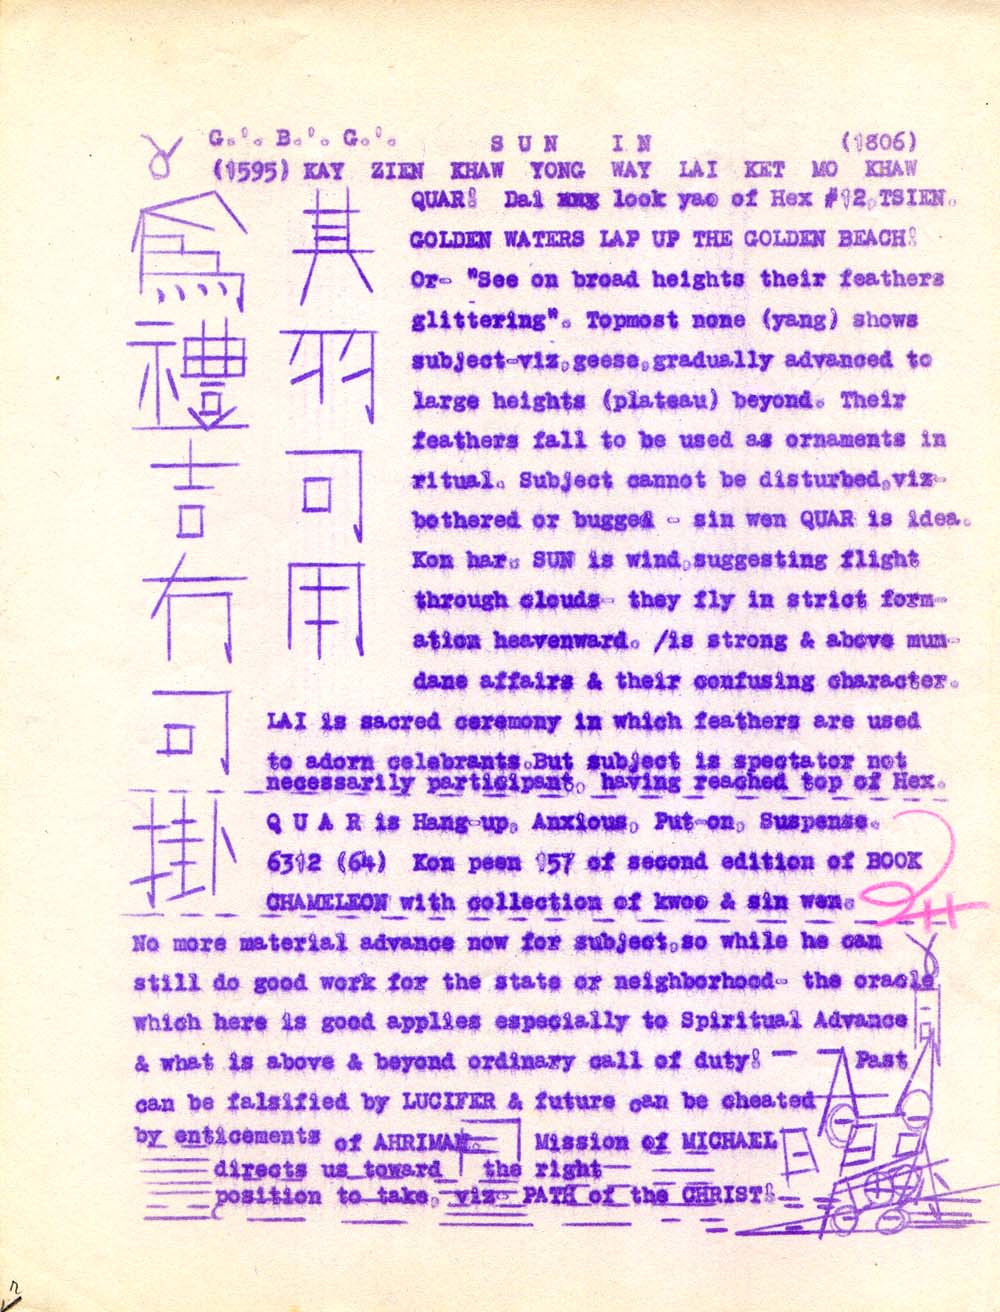 G.'. B.'. G.'. S U N I N (1806)
(1595) KAY ZIEN KHAW YONG WAY LAI KET MO KHAW
QUAR! Dai xxx look yao of Hex #12,TSIEN.
GOLDEN WATERS LAP UP THE GOLDEN BEACH!
Or- "See on broad heights their feathers
glittering". Topmost none (yang) shows
subject-viz,geese,gradually advanced to
large heights (plateau) beyond. Their
feathers fall to be used as ornaments in
ritual. Subject cannot be disturbed,viz-
bothered or bugged - sin wen QUAR is idea.
Kon har. SUN is wind,suggesting flight
through clouds- they fly in strict form-
ation heavenward. /is strong & above mun-
dane affairs & their confusing character.
LAI is sacred ceremony in which feathers are used
to adorn celebrants.But subject is spectator not
necessarily participant, having reached top of Hex.
Q U A R is Hang-up, Anxious, Put-on, Suspense.
6312 (64) Kon peen 157 of second edition of BOOK
CHAMELEON with collection of kwoo & sin wen.
No more material advance now for subject,so while he can
still do good work for the state or neighborhood- the oracle
which here is good applies especially to Spiritual Advance
& what is above & beyond ordinary call of duty! Past
can be falsified by LUCIFER & future can be cheated
by enticements of AHRIMAN. Mission of MICHAEL
directs us toward the right
position to take, viz- PATH of the CHRIST!
其
羽
可
用
為
禮
吉
冇
可
掛